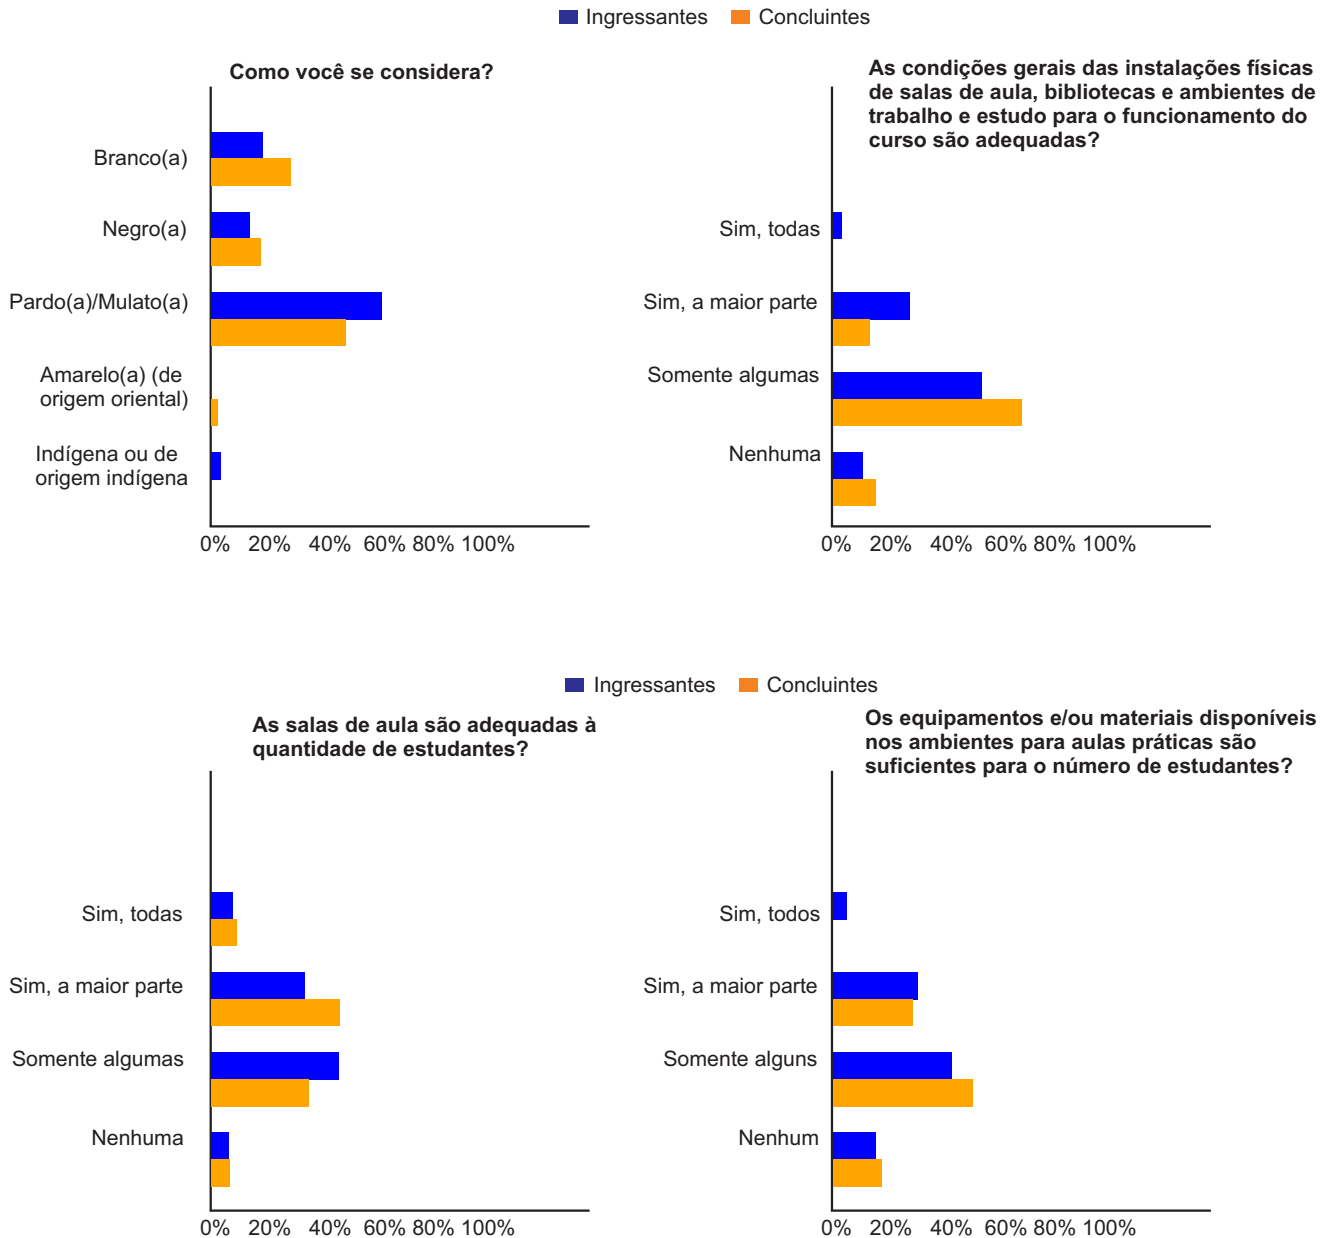 Ingressantes Concluintes
Como você se considera?
Branco(a)
Negro(a)
Pardo(a)/Mulato(a)
Amarelo(a) (de
origem oriental)
Indígena ou de
origem indígena
0% 20% 40% 60% 80% 100%
As condições gerais das instalações físicas
de salas de aula, bibliotecas e ambientes de
trabalho e estudo para o funcionamento do
curso são adequadas?
Sim, todas
Sim, a maior parte
Somente algumas
Nenhuma
0% 20% 40% 60% 80% 100%
Ingressantes Concluintes
As salas de aula são adequadas à
quantidade de estudantes?
Sim, todas
Sim, a maior parte
Somente algumas
Nenhuma
0% 20% 40% 60% 80% 100%
Os equipamentos e/ou materiais disponíveis
nos ambientes para aulas práticas são
suficientes para o número de estudantes?
Sim, todos
Sim, a maior parte
Somente alguns
Nenhum
0% 20% 40% 60% 80% 100%